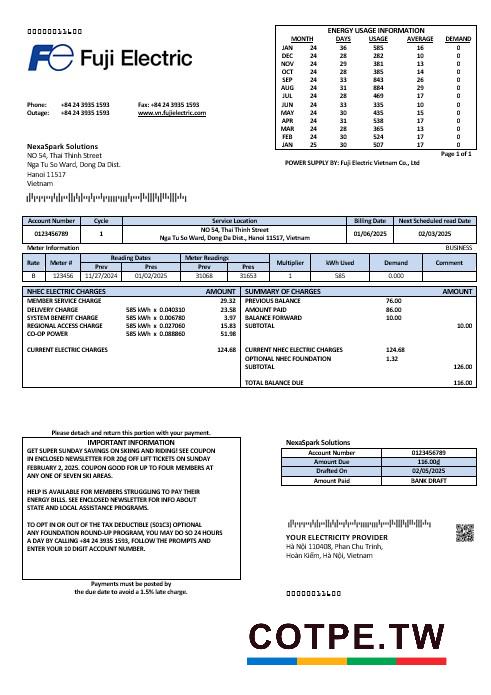 0000001100
Fuji Electric
ENERGY USAGE INFORMATION
MONTH DAYS USAGE AVERAGE DEMAND
JAN 24 36 585 16 0
DEC 24 28 282 10 0
NOV 24 29 381 13 0
OCT 24 28 385 14 0
SEP 24 33 843 26 0
AUG 24 31 884 29 0
JUL 24 28 469 17 0
JUN 24 33 335 10 0
MAY 24 30 435 15 0
APR 24 31 538 17 0
MAR 24 28 365 13 0
FEB 24 30 524 17 0
JAN 25 30 507 17 0
Page 1 of 1
POWER SUPPLY BY: Fuji Electric Vietnam Co., Ltd
Phone: +84 24 3935 1593 Fax: +84 24 3935 1593
Outage: +84 24 3935 1593 www.vn.fujielectric.com
NexaSpark Solutions
NO 54, Thai Thinh Street
Nga Tu So Ward, Dong Da Dist.
Hanoi 11517
Vietnam
Account Number Cycle Service Location Billing Date Next Scheduled read Date
0123456789 1 NO 54, Thai Thinh Street 01/06/2025 02/03/2025
Nga Tu So Ward, Dong Da Dist., Hanoi 11517, Vietnam
Meter Information BUSINESS
Rate Meter # Reading Dates Meter Readings Multiplier kWh Used Demand Comment
Prev Pres Prev Pres
B 123456 11/27/2024 01/02/2025 31068 31653 1 585 0.000
NHEC ELECTRIC CHARGES AMOUNT
MEMBER SERVICE CHARGE 29.32
DELIVERY CHARGE 585 kWh x 0.040310 23.58
SYSTEM BENEFIT CHARGE 585 kWh x 0.006780 3.97
REGIONAL ACCESS CHARGE 585 kWh x 0.027060 15.83
CO-OP POWER 585 kWh x 0.088860 51.98
CURRENT ELECTRIC CHARGES 124.68
SUMMARY OF CHARGES AMOUNT
PREVIOUS BALANCE 76.00
AMOUNT PAID 86.00
BALANCE FORWARD 10.00
SUBTOTAL 10.00
CURRENT NHEC ELECTRIC CHARGES 124.68
OPTIONAL NHEC FOUNDATION 1.32
SUBTOTAL 126.00
TOTAL BALANCE DUE 116.00
Please detach and return this portion with your payment.
IMPORTANT INFORMATION
GET SUPER SUNDAY SAVINGS ON SKIING AND RIDING! SEE COUPON
IN ENCLOSED NEWSLETTER FOR 20₫ OFF LIFT TICKETS ON SUNDAY
FEBRUARY 2, 2025. COUPON GOOD FOR UP TO FOUR MEMBERS AT
ANY ONE OF SEVEN SKI AREAS.
HELP IS AVAILABLE FOR MEMBERS STRUGGLING TO PAY THEIR
ENERGY BILLS. SEE ENCLOSED NEWSLETTER FOR INFO ABOUT
STATE AND LOCAL ASSISTANCE PROGRAMS.
TO OPT IN OR OUT OF THE TAX DEDUCTIBLE (501C3) OPTIONAL
ANY FOUNDATION ROUND-UP PROGRAM, YOU MAY DO SO 24 HOURS
A DAY BY CALLING +84 24 3935 1593, FOLLOW THE PROMPTS AND
ENTER YOUR 10 DIGIT ACCOUNT NUMBER.
Payments must be posted by
the due date to avoid a 1.5% late charge.
NexaSpark Solutions
Account Number 0123456789
Amount Due 116.00₫
Drafted On 02/05/2025
Amount Paid BANK DRAFT
YOUR ELECTRICITY PROVIDER
Hà Nội 110408, Phan Chu Trinh,
Hoàn Kiếm, Hà Nội, Vietnam
0000001100
COTPE.TW